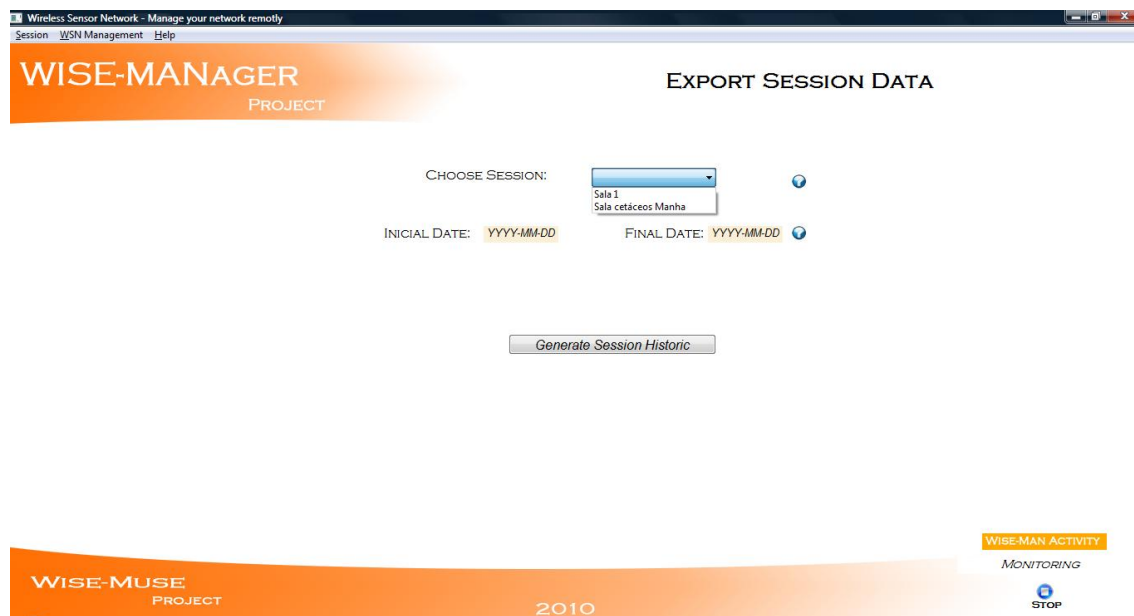 Wireless Sensor Network - Manage your network remotly
Session WSN Management Help
WISE-MANAGER
PROJECT
EXPORT SESSION DATA
CHOOSE SESSION:
Sala 1
Sala cetáceos Manha
INICIAL DATE: YYYY-MM-DD FINAL DATE: YYYY-MM-DD
Generate Session Historic
WISE-MAN ACTIVITY
MONITORING
STOP
WISE-MUSE
PROJECT
2010